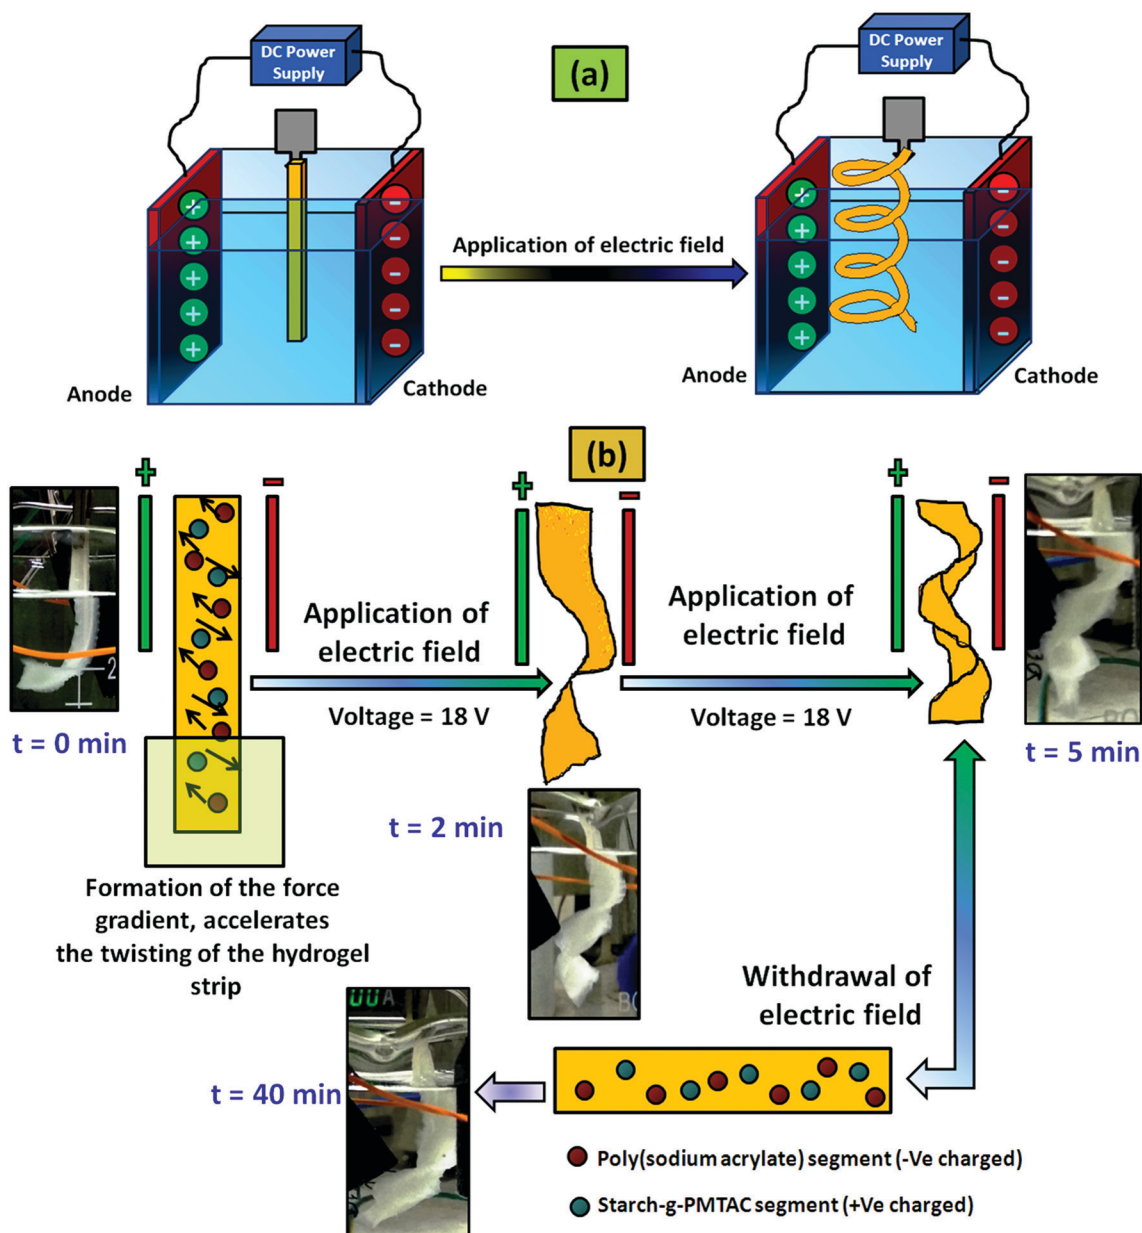 DC Power
Supply
(a)
DC Power
Supply
+
-
+
-
+
-
+
-
+
-
Application of electric field
+
-
+
-
+
-
+
-
+
-
Anode
Cathode
Anode
Cathode
(b)
+
-
+
-
+
-
Application of
electric field
Voltage = 18 V
Application of
electric field
Voltage = 18 V
2
t = 0 min
t = 2 min
t = 5 min
BO
Formation of the force
gradient, accelerates
the twisting of the hydrogel
strip
Withdrawal of
electric field
t = 40 min
Poly(sodium acrylate) segment (-Ve charged)
Starch-g-PMTAC segment (+Ve charged)